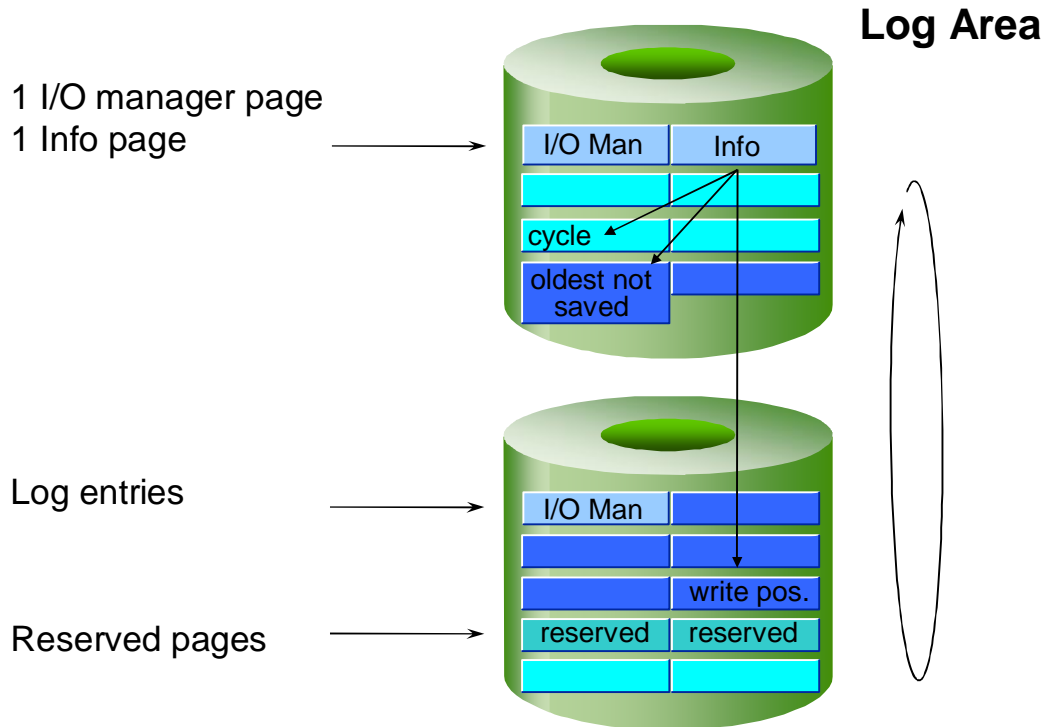 Log Area
1 I/O manager page
1 Info page
I/O Man
Info
cycle
oldest not
saved
Log entries
I/O Man
write pos.
Reserved pages
reserved
reserved